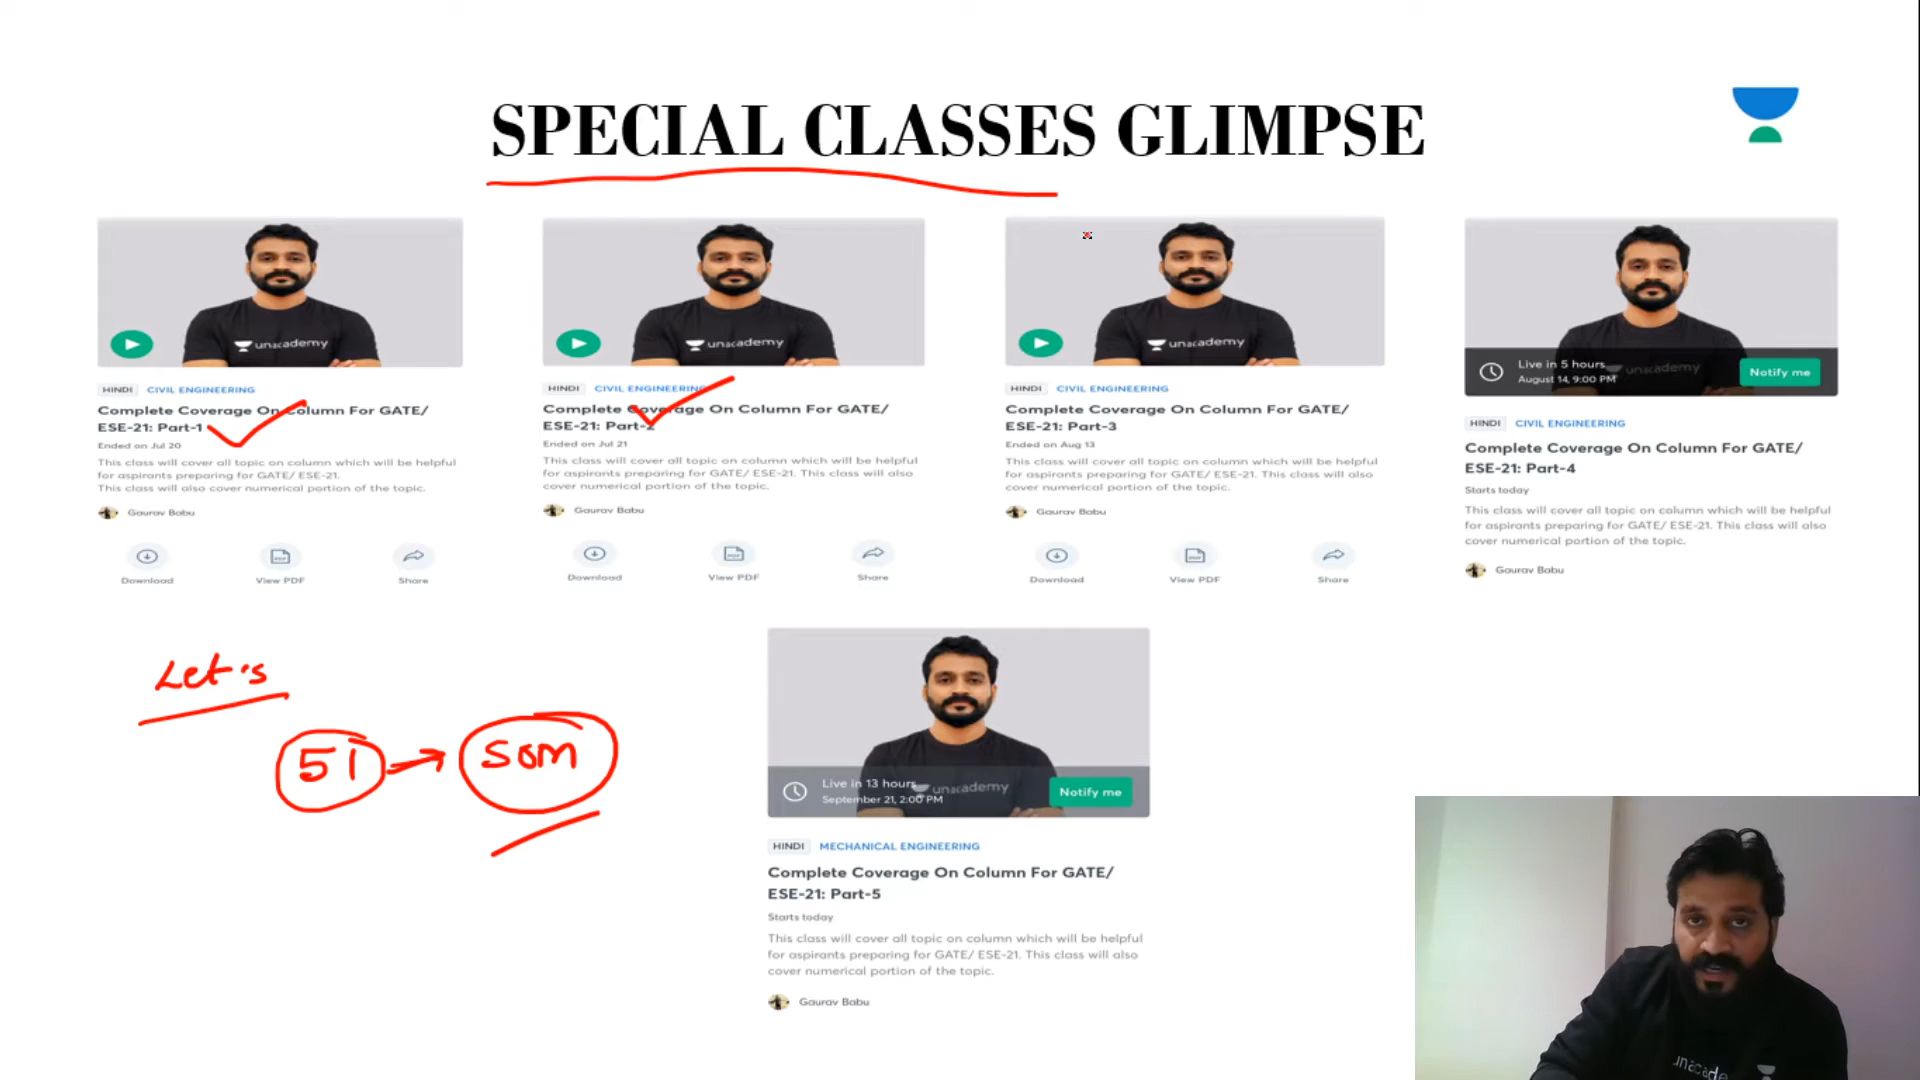 SPECIAL CLASSES GLIMPSE
unacademy
HINDI CIVIL ENGINEERING
Complete Coverage On Column For GATE/
ESE-21: Part-1
Ended on Jul 20
This class will cover all topic on column which will be helpful
for aspirants preparing for GATE/ ESE-21.
This class will also cover numerical portion of the topic.
Gaurav Babu
Download View PDF Share
unacademy
HINDI CIVIL ENGINEERING
Complete Coverage On Column For GATE/
ESE-21: Part-2
Ended on Jul 21
This class will cover all topic on column which will be helpful
for aspirants preparing for GATE/ ESE-21. This class will also
cover numerical portion of the topic.
Gaurav Babu
Download View PDF Share
unacademy
HINDI CIVIL ENGINEERING
Complete Coverage On Column For GATE/
ESE-21: Part-3
Ended on Aug 13
This class will cover all topic on column which will be helpful
for aspirants preparing for GATE/ ESE-21. This class will also
cover numerical portion of the topic.
Gaurav Babu
Download View PDF Share
Live in 5 hours
August 14, 9:00 PM
unacademy
Notify me
HINDI CIVIL ENGINEERING
Complete Coverage On Column For GATE/
ESE-21: Part-4
Starts today
This class will cover all topic on column which will be helpful
for aspirants preparing for GATE/ ESE-21. This class will also
cover numerical portion of the topic.
Gaurav Babu
Let's
51 → SOM
Live in 13 hours
September 21, 2:00 PM
unacademy
Notify me
HINDI MECHANICAL ENGINEERING
Complete Coverage On Column For GATE/
ESE-21: Part-5
Starts today
This class will cover all topic on column which will be helpful
for aspirants preparing for GATE/ ESE-21. This class will also
cover numerical portion of the topic.
Gaurav Babu